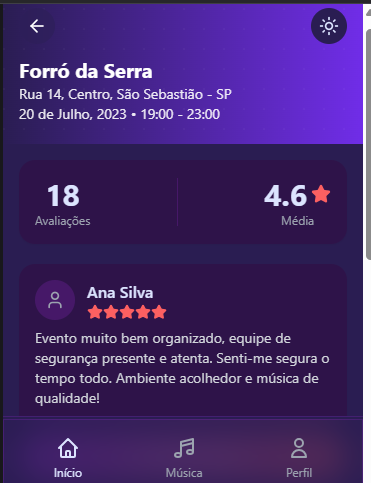 Forró da Serra
Rua 14, Centro, São Sebastião - SP
20 de Julho, 2023 • 19:00 - 23:00
18
Avaliações
4.6
Média
Ana Silva
Evento muito bem organizado, equipe de
segurança presente e atenta. Senti-me segura o
tempo todo. Ambiente acolhedor e música de
qualidade!
Início
Música
Perfil